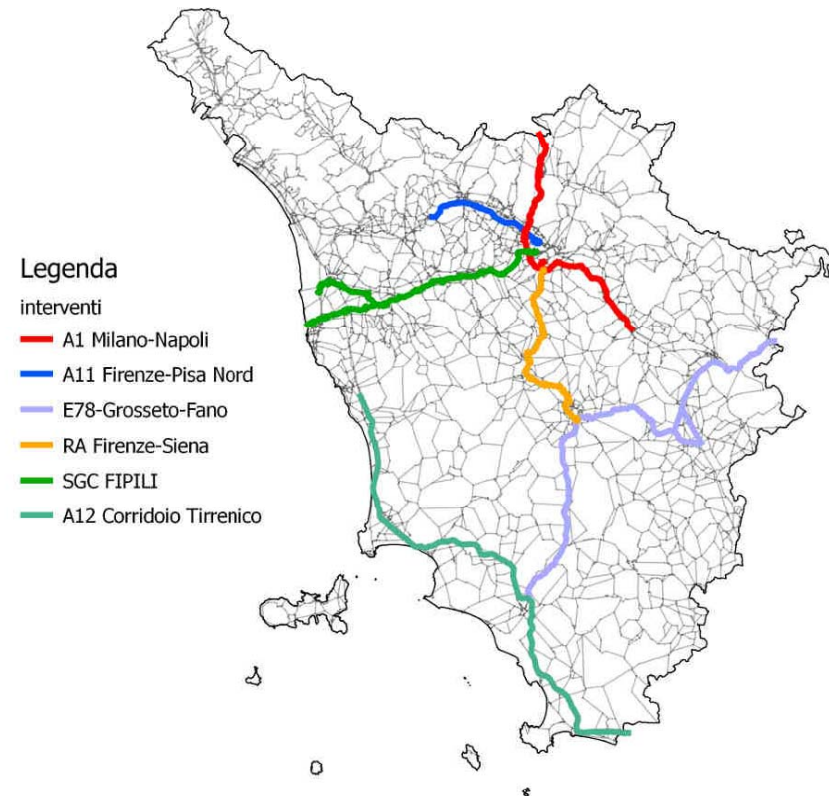 Legenda
interventi
A1 Milano-Napoli
A11 Firenze-Pisa Nord
E78-Grosseto-Fano
RA Firenze-Siena
SGC FIPILI
A12 Corridoio Tirrenico